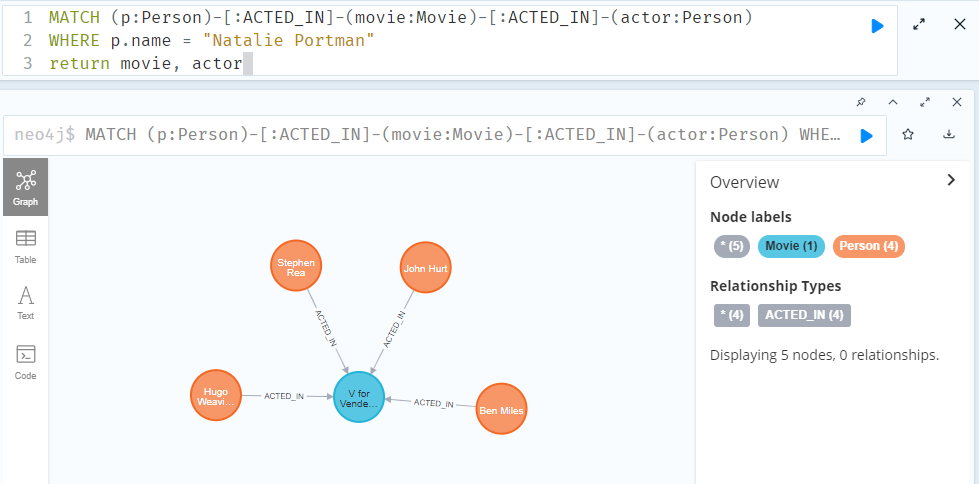 1 MATCH (p:Person)-[:ACTED_IN]-(movie:Movie)-[:ACTED_IN]-(actor:Person)
2 WHERE p.name = "Natalie Portman"
3 return movie, actor
neo4j$ MATCH (p:Person)-[:ACTED_IN]-(movie:Movie)-[:ACTED_IN]-(actor:Person) WHE…
Graph
Table
Text
Code
Stephen
Rea
John Hurt
ACTED_IN
ACTED_IN
Hugo
Weavi…
ACTED_IN
V for
Vende…
ACTED_IN
Ben Miles
Overview
Node labels
* (5) Movie (1) Person (4)
Relationship Types
* (4) ACTED_IN (4)
Displaying 5 nodes, 0 relationships.